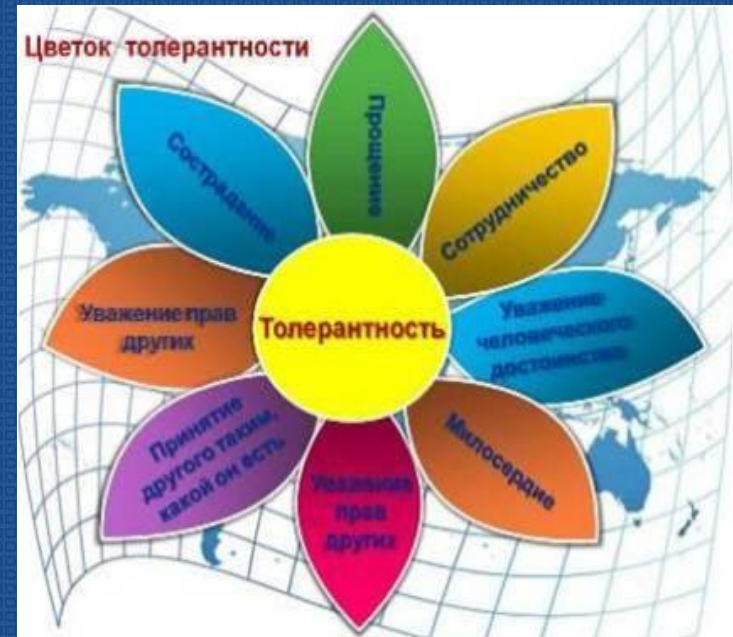 Цветок толерантности
Прощение
Сотрудничество
Уважение
человеческого
достоинства
Милосердие
Уважение
прав
других
Принятие
другого таким,
какой он есть
Уважение прав
других
Сострадание
Толерантность